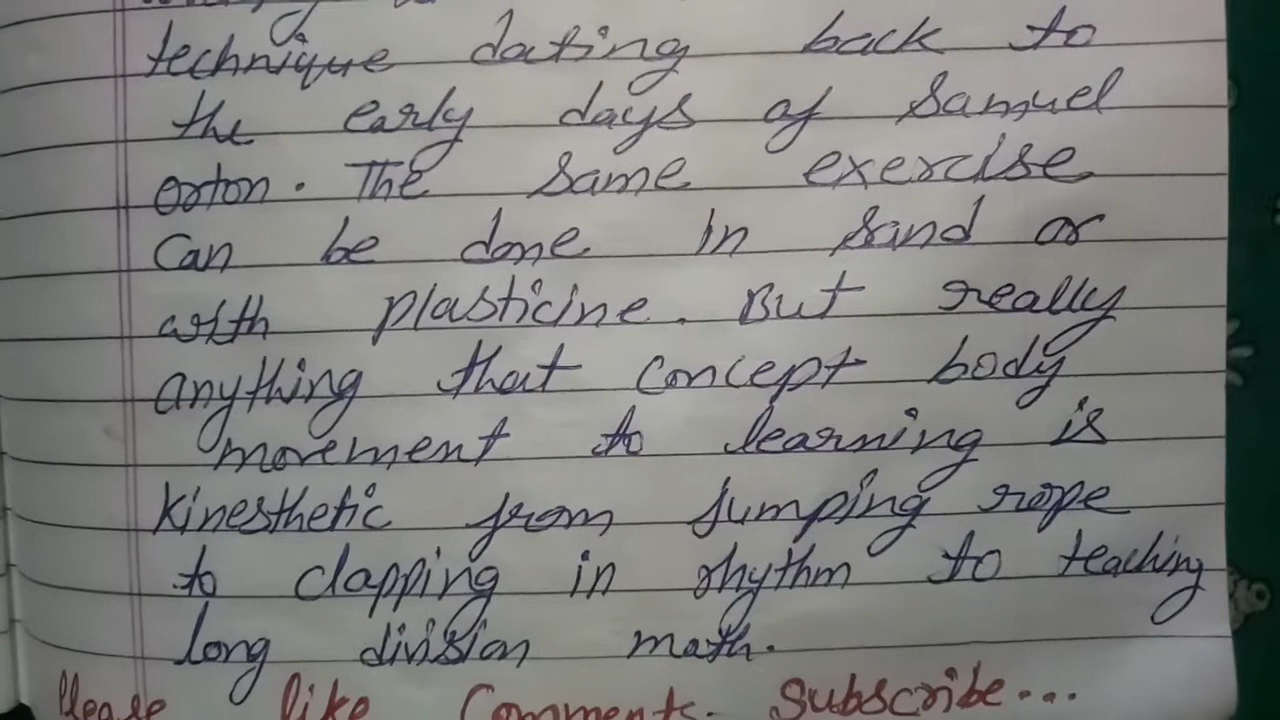 technique dating back to
the early days of Samuel
orton. The same exercise
Can be done in sand or
with plasticine. But really
anything that concept body
movement to learning is
kinesthetic from jumping rope
to clapping in rhythm to teaching
long division math.
Please like Comments. Subscribe...